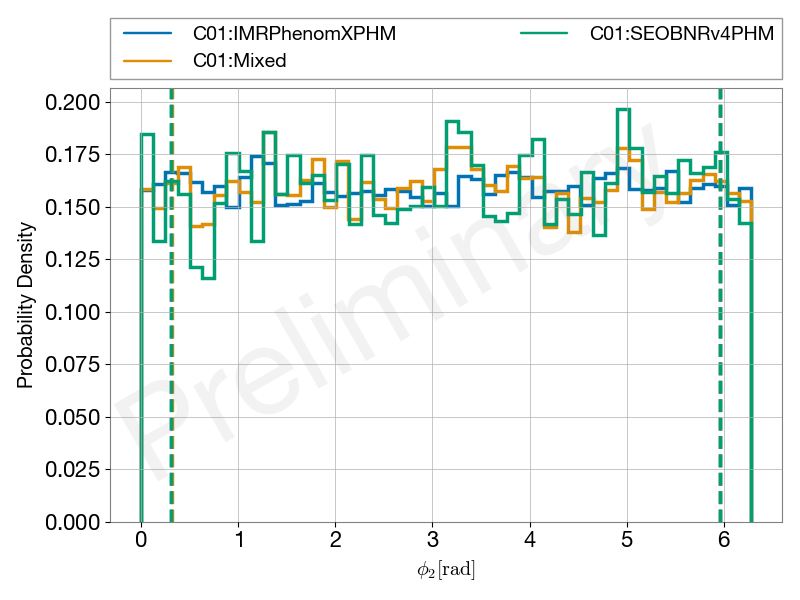 C01:IMRPhenomXPHM
C01:Mixed
C01:SEOBNRv4PHM
0.200
0.175
0.150
0.125
0.100
0.075
0.050
0.025
0.000
Probability Density
Preliminary
0 1 2 3 4 5 6
ϕ₂[rad]